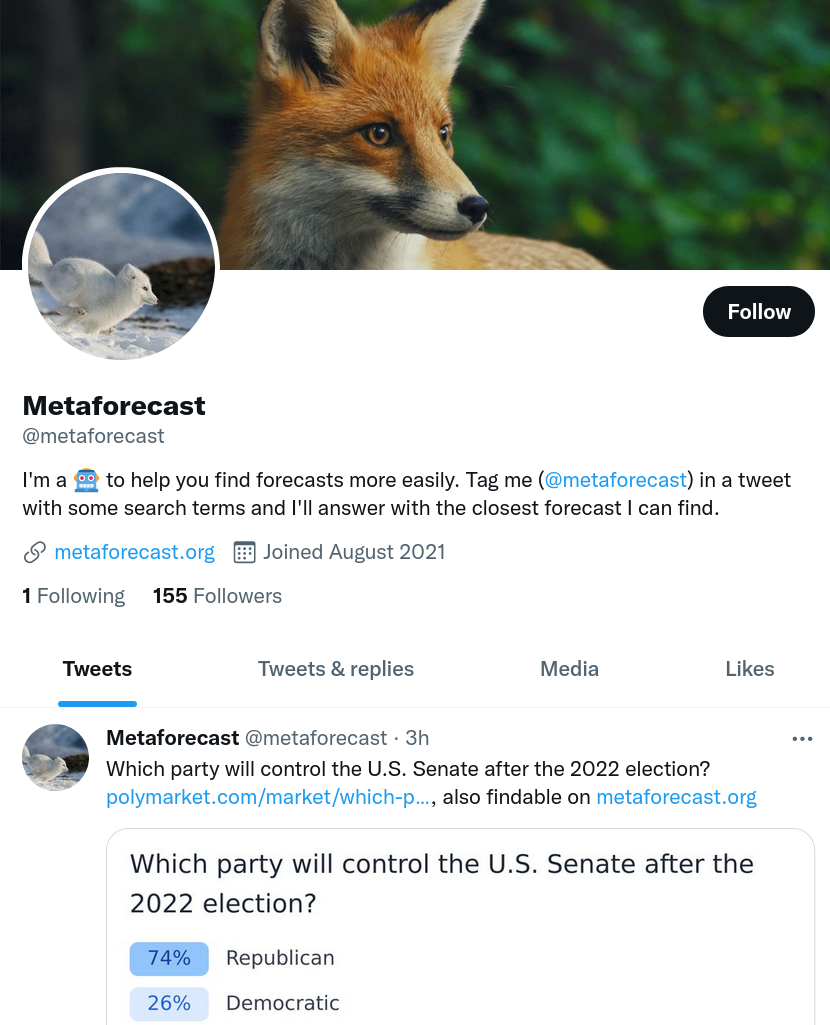 Follow
Metaforecast
@metaforecast
I'm a 🤖 to help you find forecasts more easily. Tag me (@metaforecast) in a tweet
with some search terms and I'll answer with the closest forecast I can find.
metaforecast.org Joined August 2021
1 Following 155 Followers
Tweets Tweets & replies Media Likes
Metaforecast @metaforecast · 3h
Which party will control the U.S. Senate after the 2022 election?
polymarket.com/market/which-p…, also findable on metaforecast.org
Which party will control the U.S. Senate after the
2022 election?
74% Republican
26% Democratic